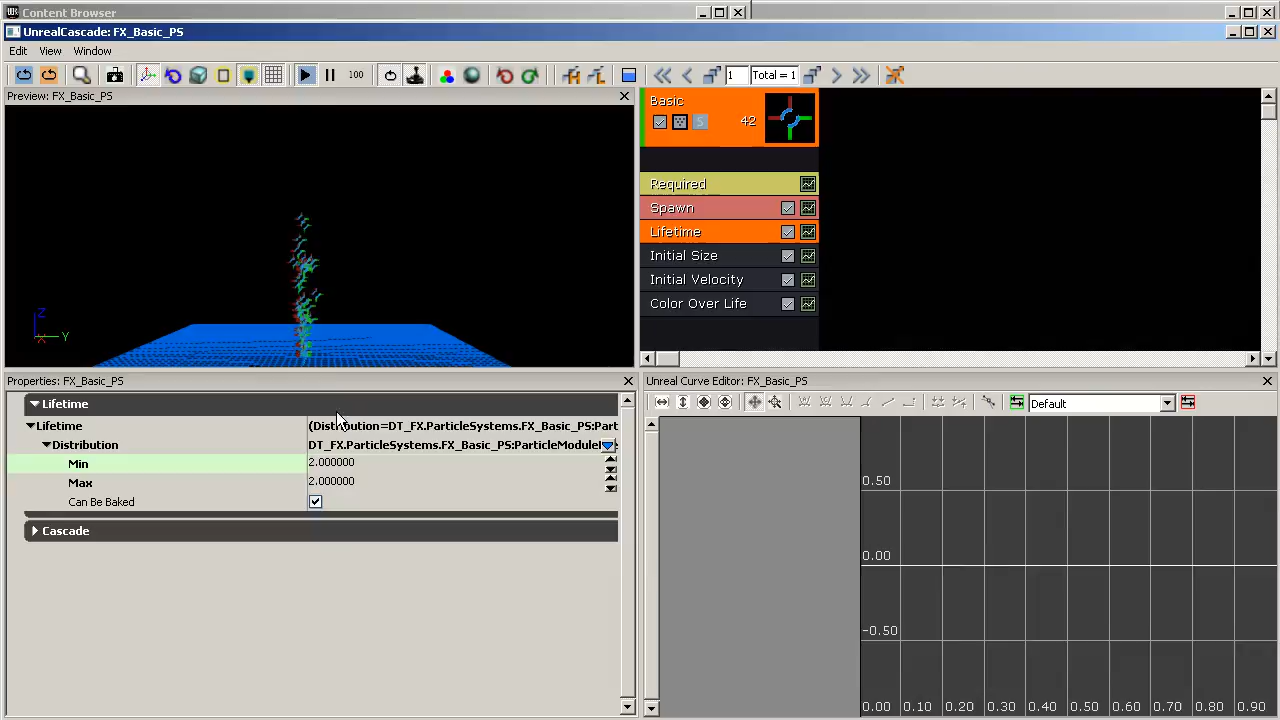 Content Browser
UnrealCascade: FX_Basic_PS
Edit View Window
100
1
Total = 1
Preview: FX_Basic_PS
Z
Y
X
Basic
S
42
Required
Spawn
Lifetime
Initial Size
Initial Velocity
Color Over Life
Properties: FX_Basic_PS
Lifetime
Lifetime (Distribution=DT_FX.ParticleSystems.FX_Basic_PS:Part
Distribution DT_FX.ParticleSystems.FX_Basic_PS:ParticleModule
Min 2.000000
Max 2.000000
Can Be Baked
Cascade
Unreal Curve Editor: FX_Basic_PS
Default
0.50
0.00
-0.50
0.00 0.10 0.20 0.30 0.40 0.50 0.60 0.70 0.80 0.90